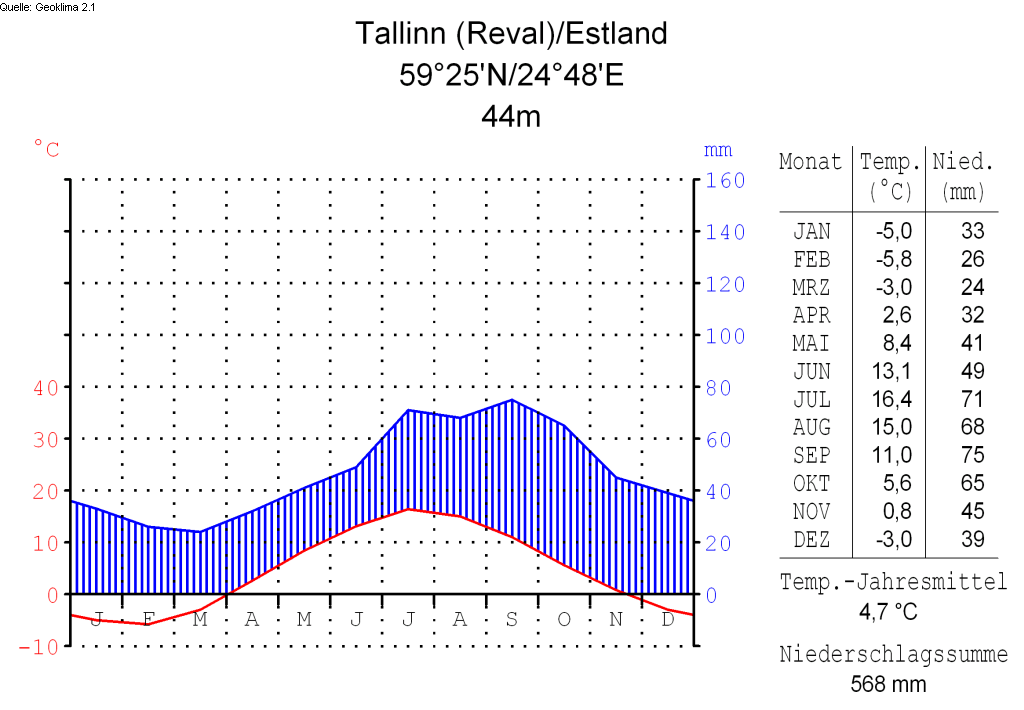 Quelle: Geoklima 2.1
Tallinn (Reval)/Estland
59°25'N/24°48'E
44m
°C
mm
160
140
120
100
40 80
30 60
20 40
10 20
0 0
-10
J F M A M J J A S O N D
Monat Temp. Nied.
(°C) (mm)
JAN -5,0 33
FEB -5,8 26
MRZ -3,0 24
APR 2,6 32
MAI 8,4 41
JUN 13,1 49
JUL 16,4 71
AUG 15,0 68
SEP 11,0 75
OKT 5,6 65
NOV 0,8 45
DEZ -3,0 39
Temp.-Jahresmittel
4,7 °C
Niederschlagssumme
568 mm